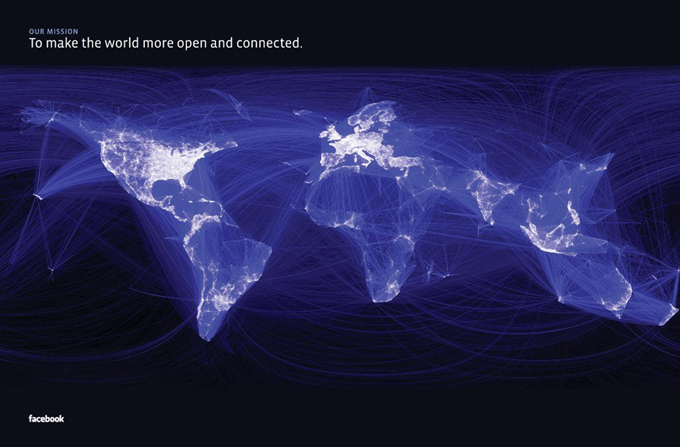 OUR MISSION
To make the world more open and connected.
facebook